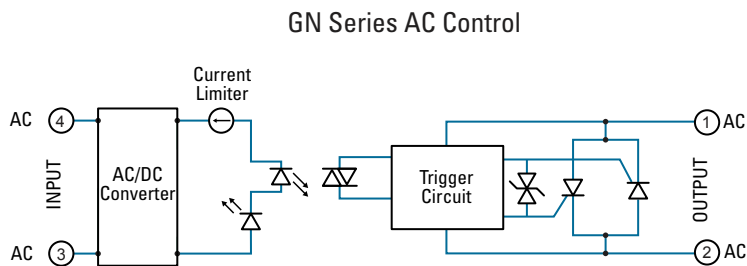 GN Series AC Control
Current
Limiter
AC 4
1 AC
INPUT
AC/DC
Converter
Trigger
Circuit
OUTPUT
AC 3
2 AC